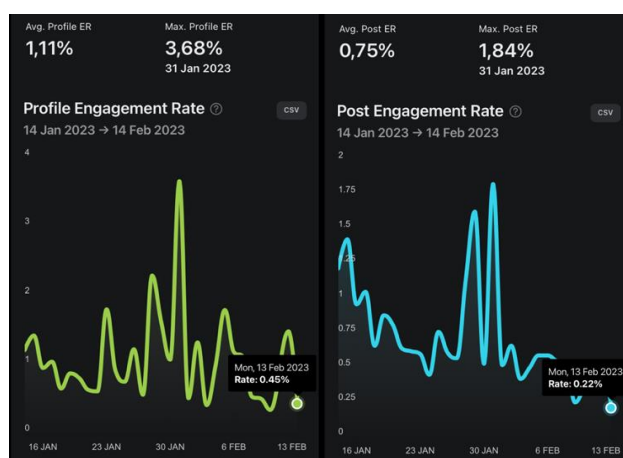 Avg. Profile ER
Max. Profile ER
1,11%
3,68%
31 Jan 2023
Profile Engagement Rate ?
CSV
14 Jan 2023 → 14 Feb 2023
4
3
2
1
0
Mon, 13 Feb 2023
Rate: 0.45%
16 JAN
23 JAN
30 JAN
6 FEB
13 FEB
Avg. Post ER
Max. Post ER
0,75%
1,84%
31 Jan 2023
Post Engagement Rate ?
CSV
14 Jan 2023 → 14 Feb 2023
2
1.75
1.5
1.25
1
0.75
0.5
0.25
0
Mon, 13 Feb 2023
Rate: 0.22%
16 JAN
23 JAN
30 JAN
6 FEB
13 FEB